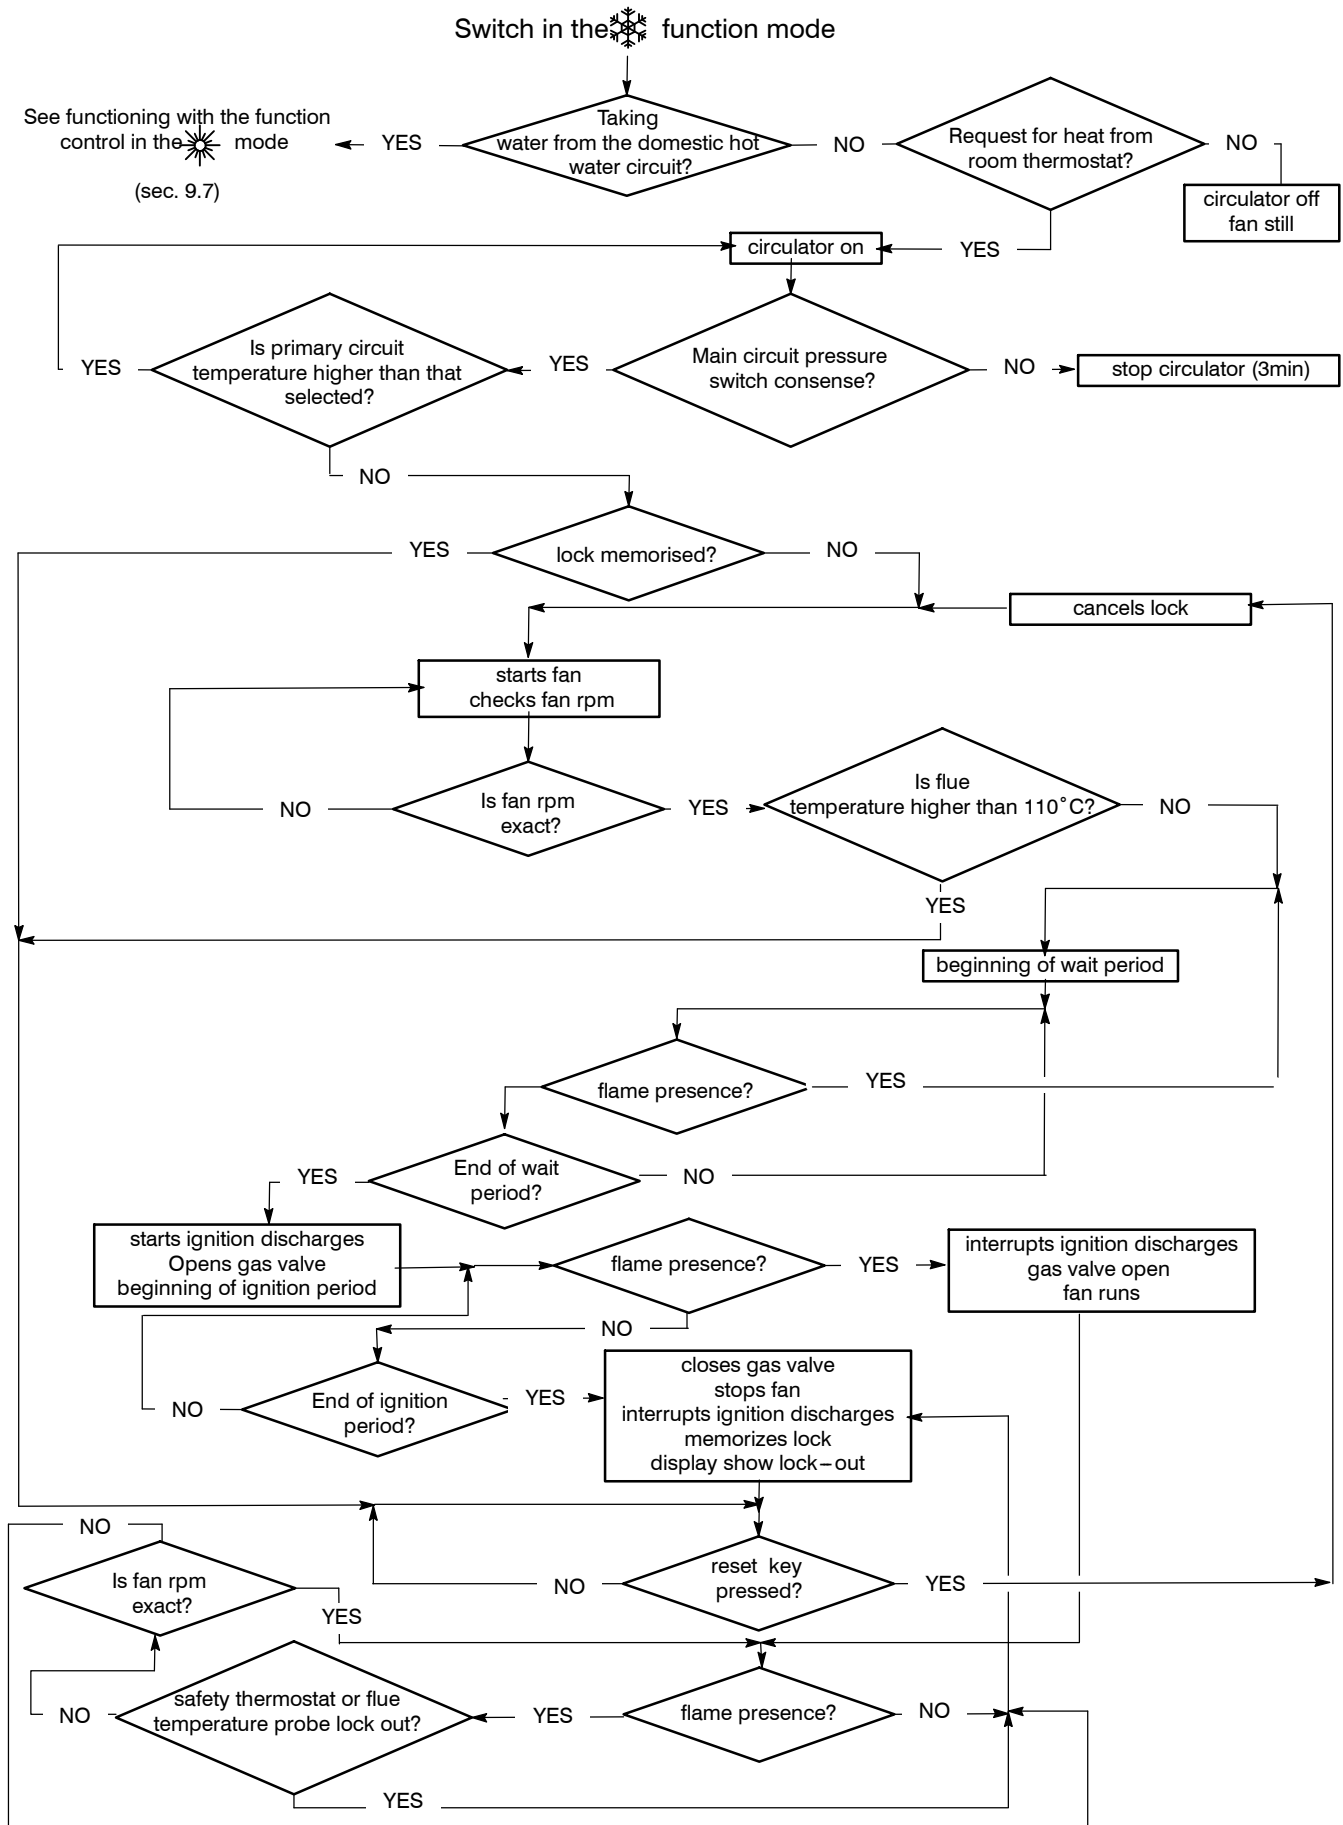 Switch in the function mode
See functioning with the function
control in the mode
(sec. 9.7)
YES
Taking
water from the domestic hot
water circuit?
NO
Request for heat from
room thermostat?
NO
circulator off
fan still
circulator on
YES
YES
Is primary circuit
temperature higher than that
selected?
YES
Main circuit pressure
switch consense?
NO
stop circulator (3min)
NO
YES
lock memorised?
NO
cancels lock
starts fan
checks fan rpm
NO
Is fan rpm
exact?
YES
Is flue
temperature higher than 110°C?
NO
YES
beginning of wait period
flame presence?
YES
YES
End of wait
period?
NO
starts ignition discharges
Opens gas valve
beginning of ignition period
flame presence?
YES
interrupts ignition discharges
gas valve open
fan runs
NO
NO
End of ignition
period?
YES
closes gas valve
stops fan
interrupts ignition discharges
memorizes lock
display show lock–out
NO
Is fan rpm
exact?
YES
NO
reset key
pressed?
YES
NO
safety thermostat or flue
temperature probe lock out?
YES
flame presence?
NO
YES